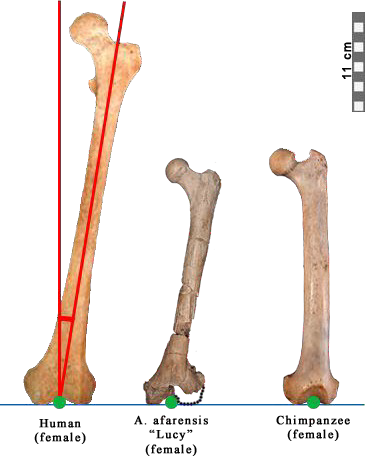 11 cm
Human
(female)
A. afarensis
“Lucy”
(female)
Chimpanzee
(female)